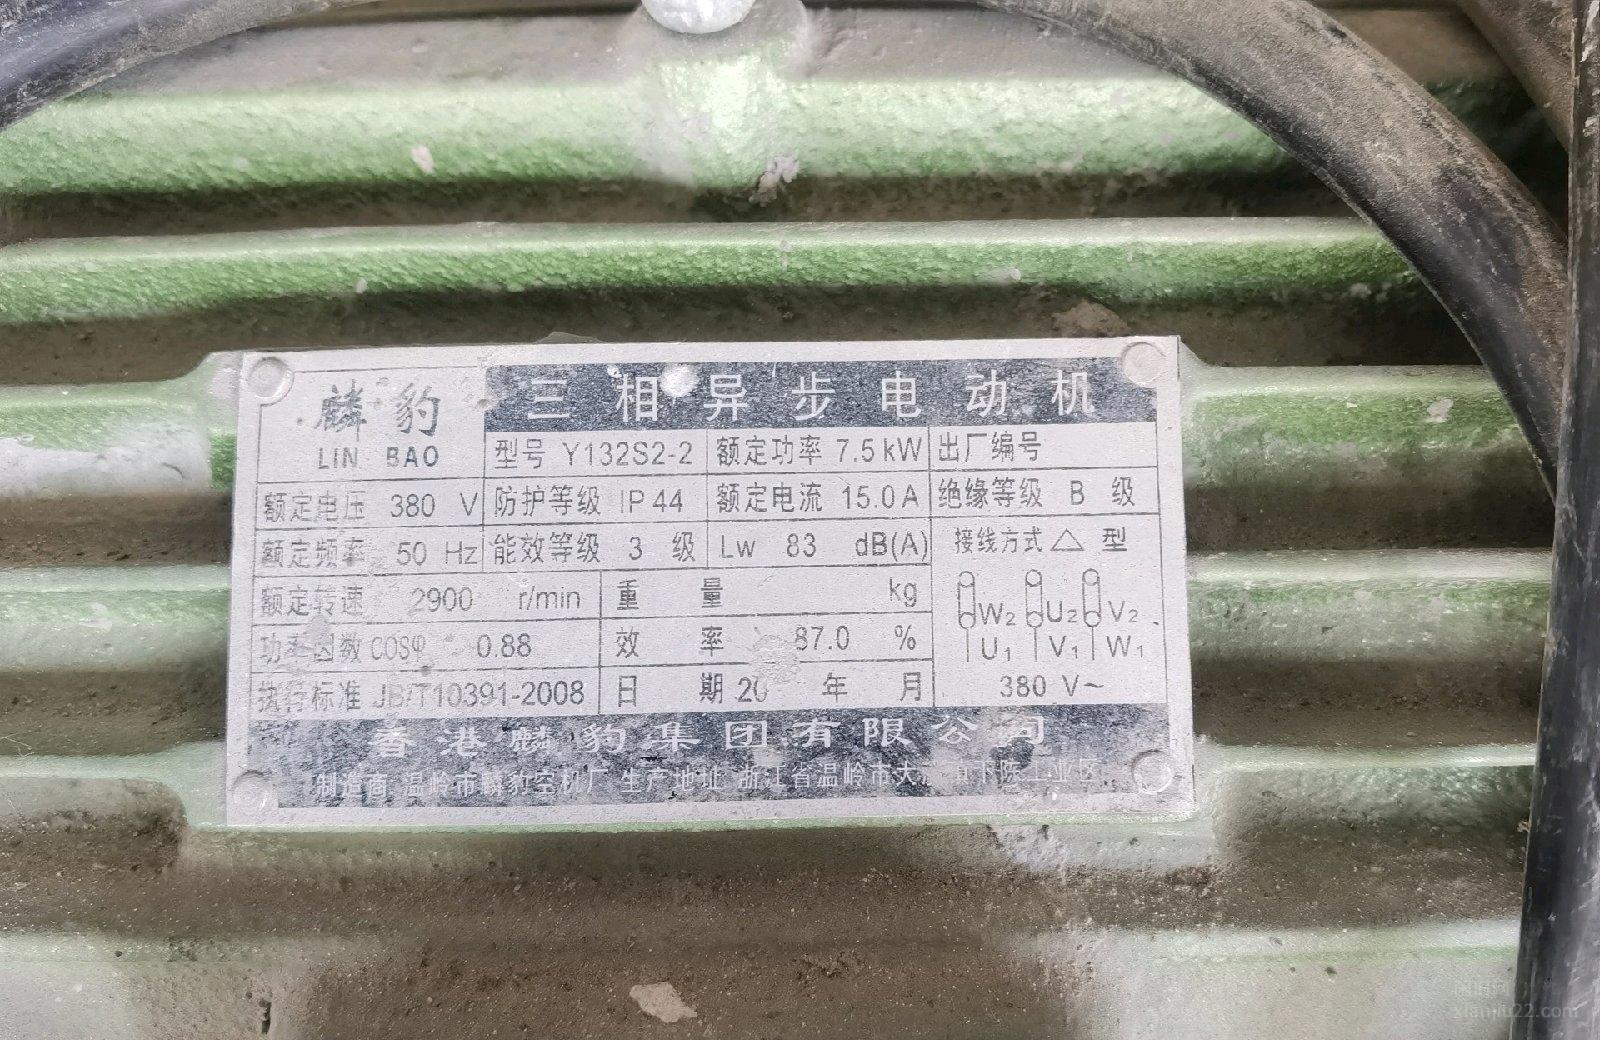 麟豹
LIN BAO
三相异步电动机
型号 Y132S2-2 额定功率 7.5 kW 出厂编号
额定电压 380 V 防护等级 IP 44 额定电流 15.0 A 绝缘等级 B 级
额定频率 50 Hz 能效等级 3 级 Lw 83 dB(A) 接线方式 △ 型
额定转速 2900 r/min 重量 kg
W2 U2 V2
功率因数 COSφ 0.88 效率 87.0 %
U1 V1 W1
执行标准 JB/T10391-2008 日期 20 年 月 380 V~
香港麟豹集团有限公司
制造商 温岭市麟豹空机厂 生产地址 浙江省温岭市大 镇下陈工业区
xianjiu22.com